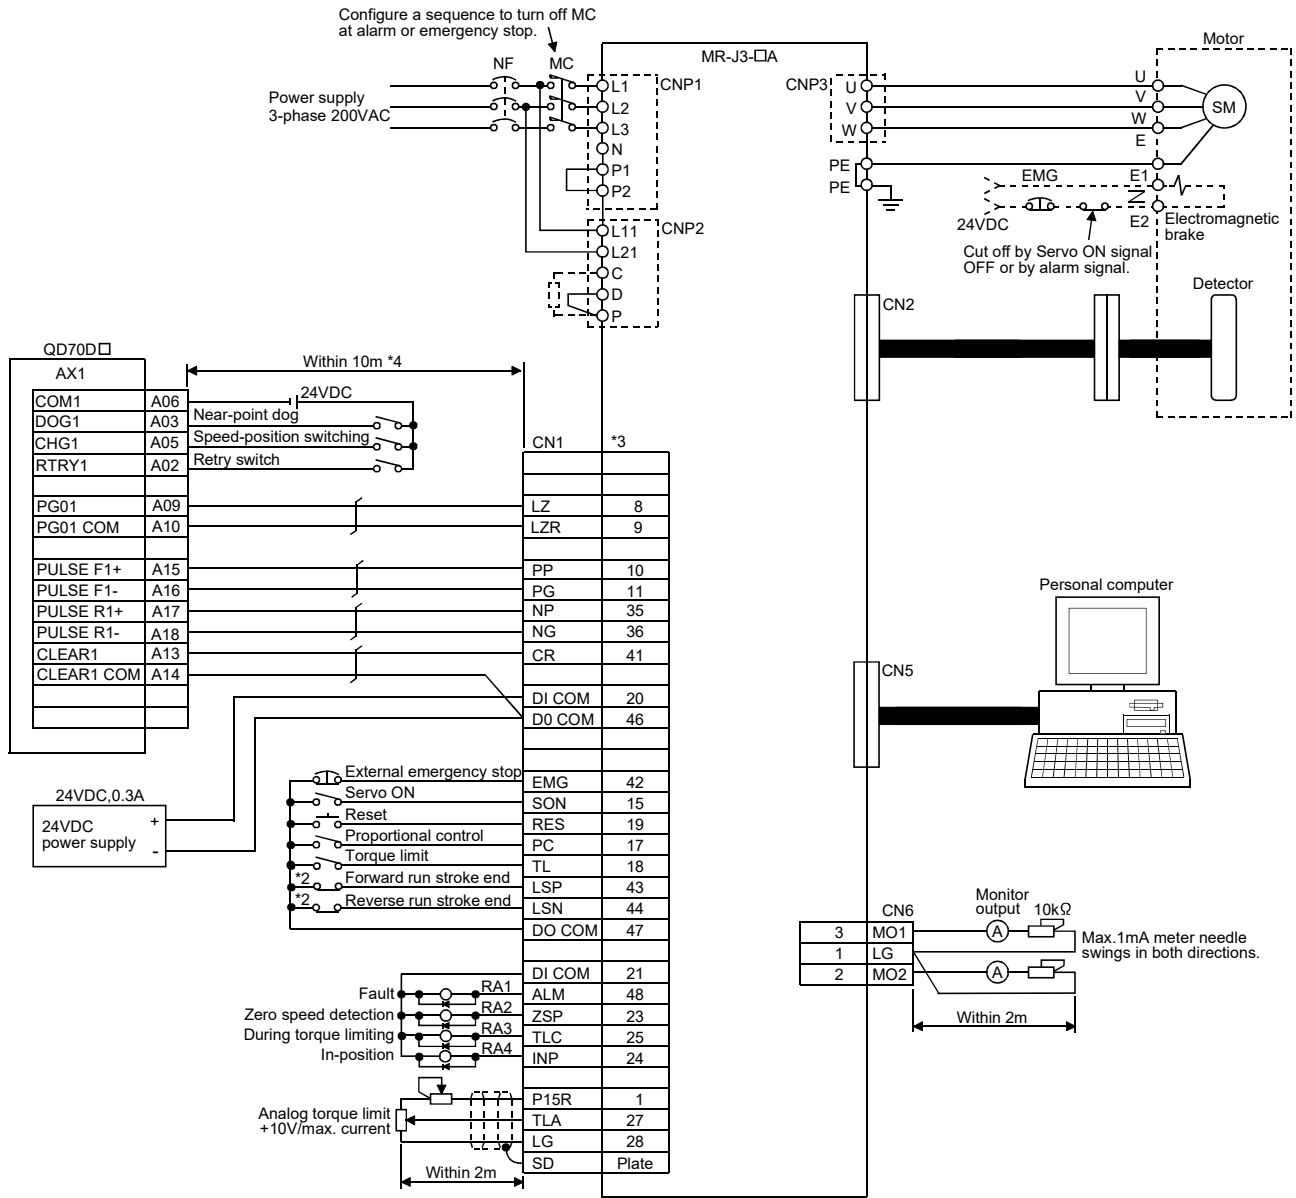 Configure a sequence to turn off MC
at alarm or emergency stop.
MR-J3-□A
Motor
NF
MC
CNP1
CNP3
Power supply
3-phase 200VAC
L1
L2
L3
N
P1
P2
U
V
W
PE
PE
U
V
W
E
SM
EMG
E1
24VDC
E2
Electromagnetic
brake
Cut off by Servo ON signal
OFF or by alarm signal.
CNP2
L11
L21
C
D
P
CN2
Detector
QD70D□
AX1
Within 10m *4
COM1 A06
24VDC
DOG1 A03 Near-point dog
CHG1 A05 Speed-position switching
RTRY1 A02 Retry switch
CN1 *3
PG01 A09 LZ 8
PG01 COM A10 LZR 9
PULSE F1+ A15 PP 10
PULSE F1- A16 PG 11
PULSE R1+ A17 NP 35
PULSE R1- A18 NG 36
CLEAR1 A13 CR 41
CLEAR1 COM A14
DI COM 20
D0 COM 46
24VDC,0.3A
24VDC
power supply
+
-
External emergency stop EMG 42
Servo ON SON 15
Reset RES 19
Proportional control PC 17
Torque limit TL 18
*2 Forward run stroke end LSP 43
*2 Reverse run stroke end LSN 44
DO COM 47
DI COM 21
Fault RA1 ALM 48
Zero speed detection RA2 ZSP 23
During torque limiting RA3 TLC 25
In-position RA4 INP 24
P15R 1
Analog torque limit
+10V/max. current
TLA 27
LG 28
SD Plate
Within 2m
Personal computer
CN5
Monitor
output
10kΩ
CN6
3 MO1 A
1 LG
2 MO2 A
Max.1mA meter needle
swings in both directions.
Within 2m